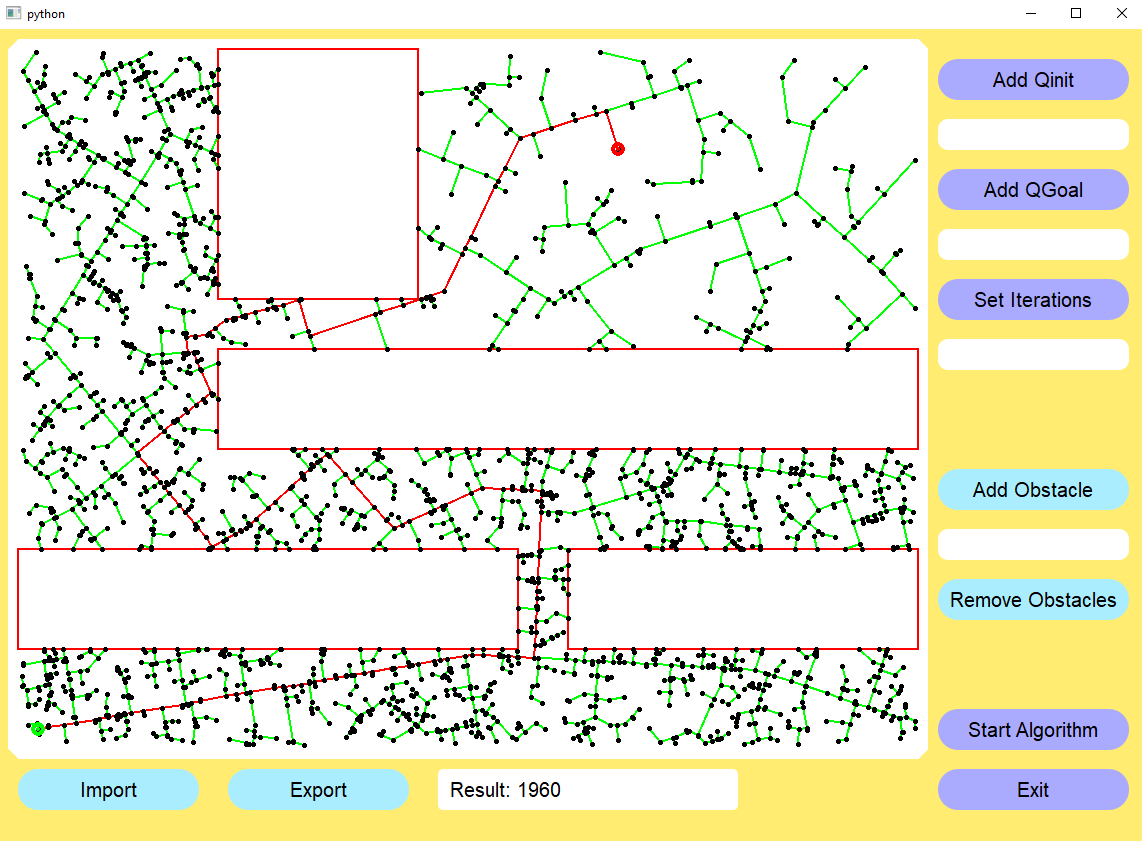 python
Add Qinit
Add QGoal
Set Iterations
Add Obstacle
Remove Obstacles
Start Algorithm
Import
Export
Result: 1960
Exit